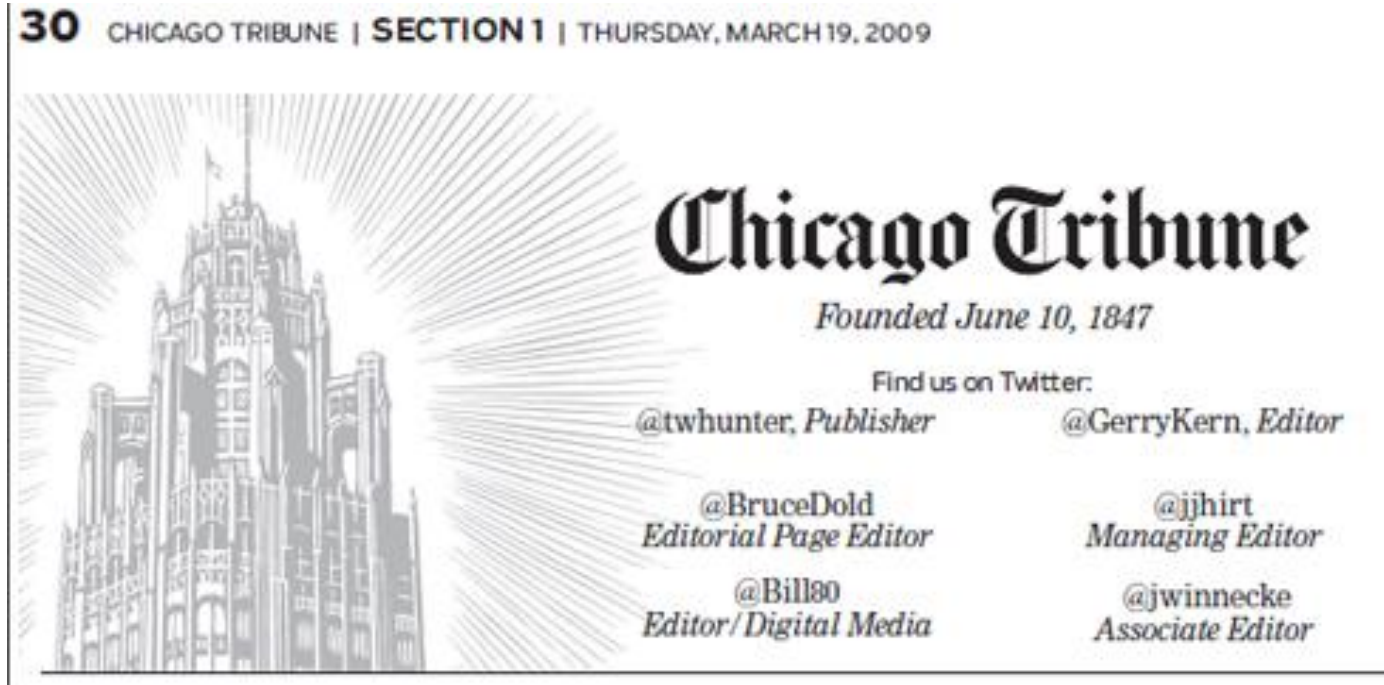 30 CHICAGO TRIBUNE | SECTION 1 | THURSDAY, MARCH 19, 2009
Chicago Tribune
Founded June 10, 1847
Find us on Twitter:
@twhunter, Publisher @GerryKern, Editor
@BruceDold @jjhirt
Editorial Page Editor Managing Editor
@Bill80 @jwinnecke
Editor/Digital Media Associate Editor